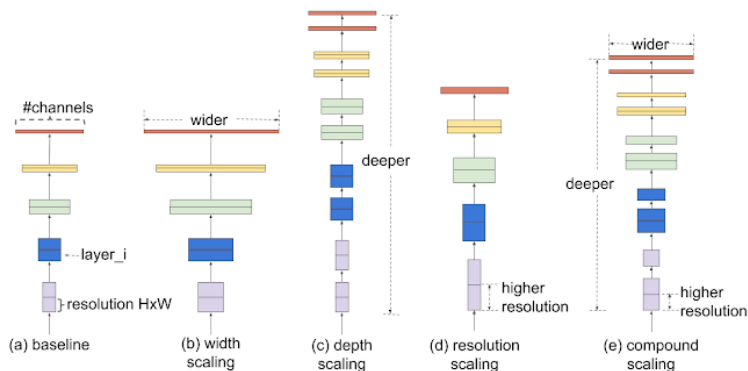 #channels
layer_i
resolution HxW
(a) baseline
wider
(b) width
scaling
deeper
(c) depth
scaling
higher
resolution
(d) resolution
scaling
wider
deeper
higher
resolution
(e) compound
scaling